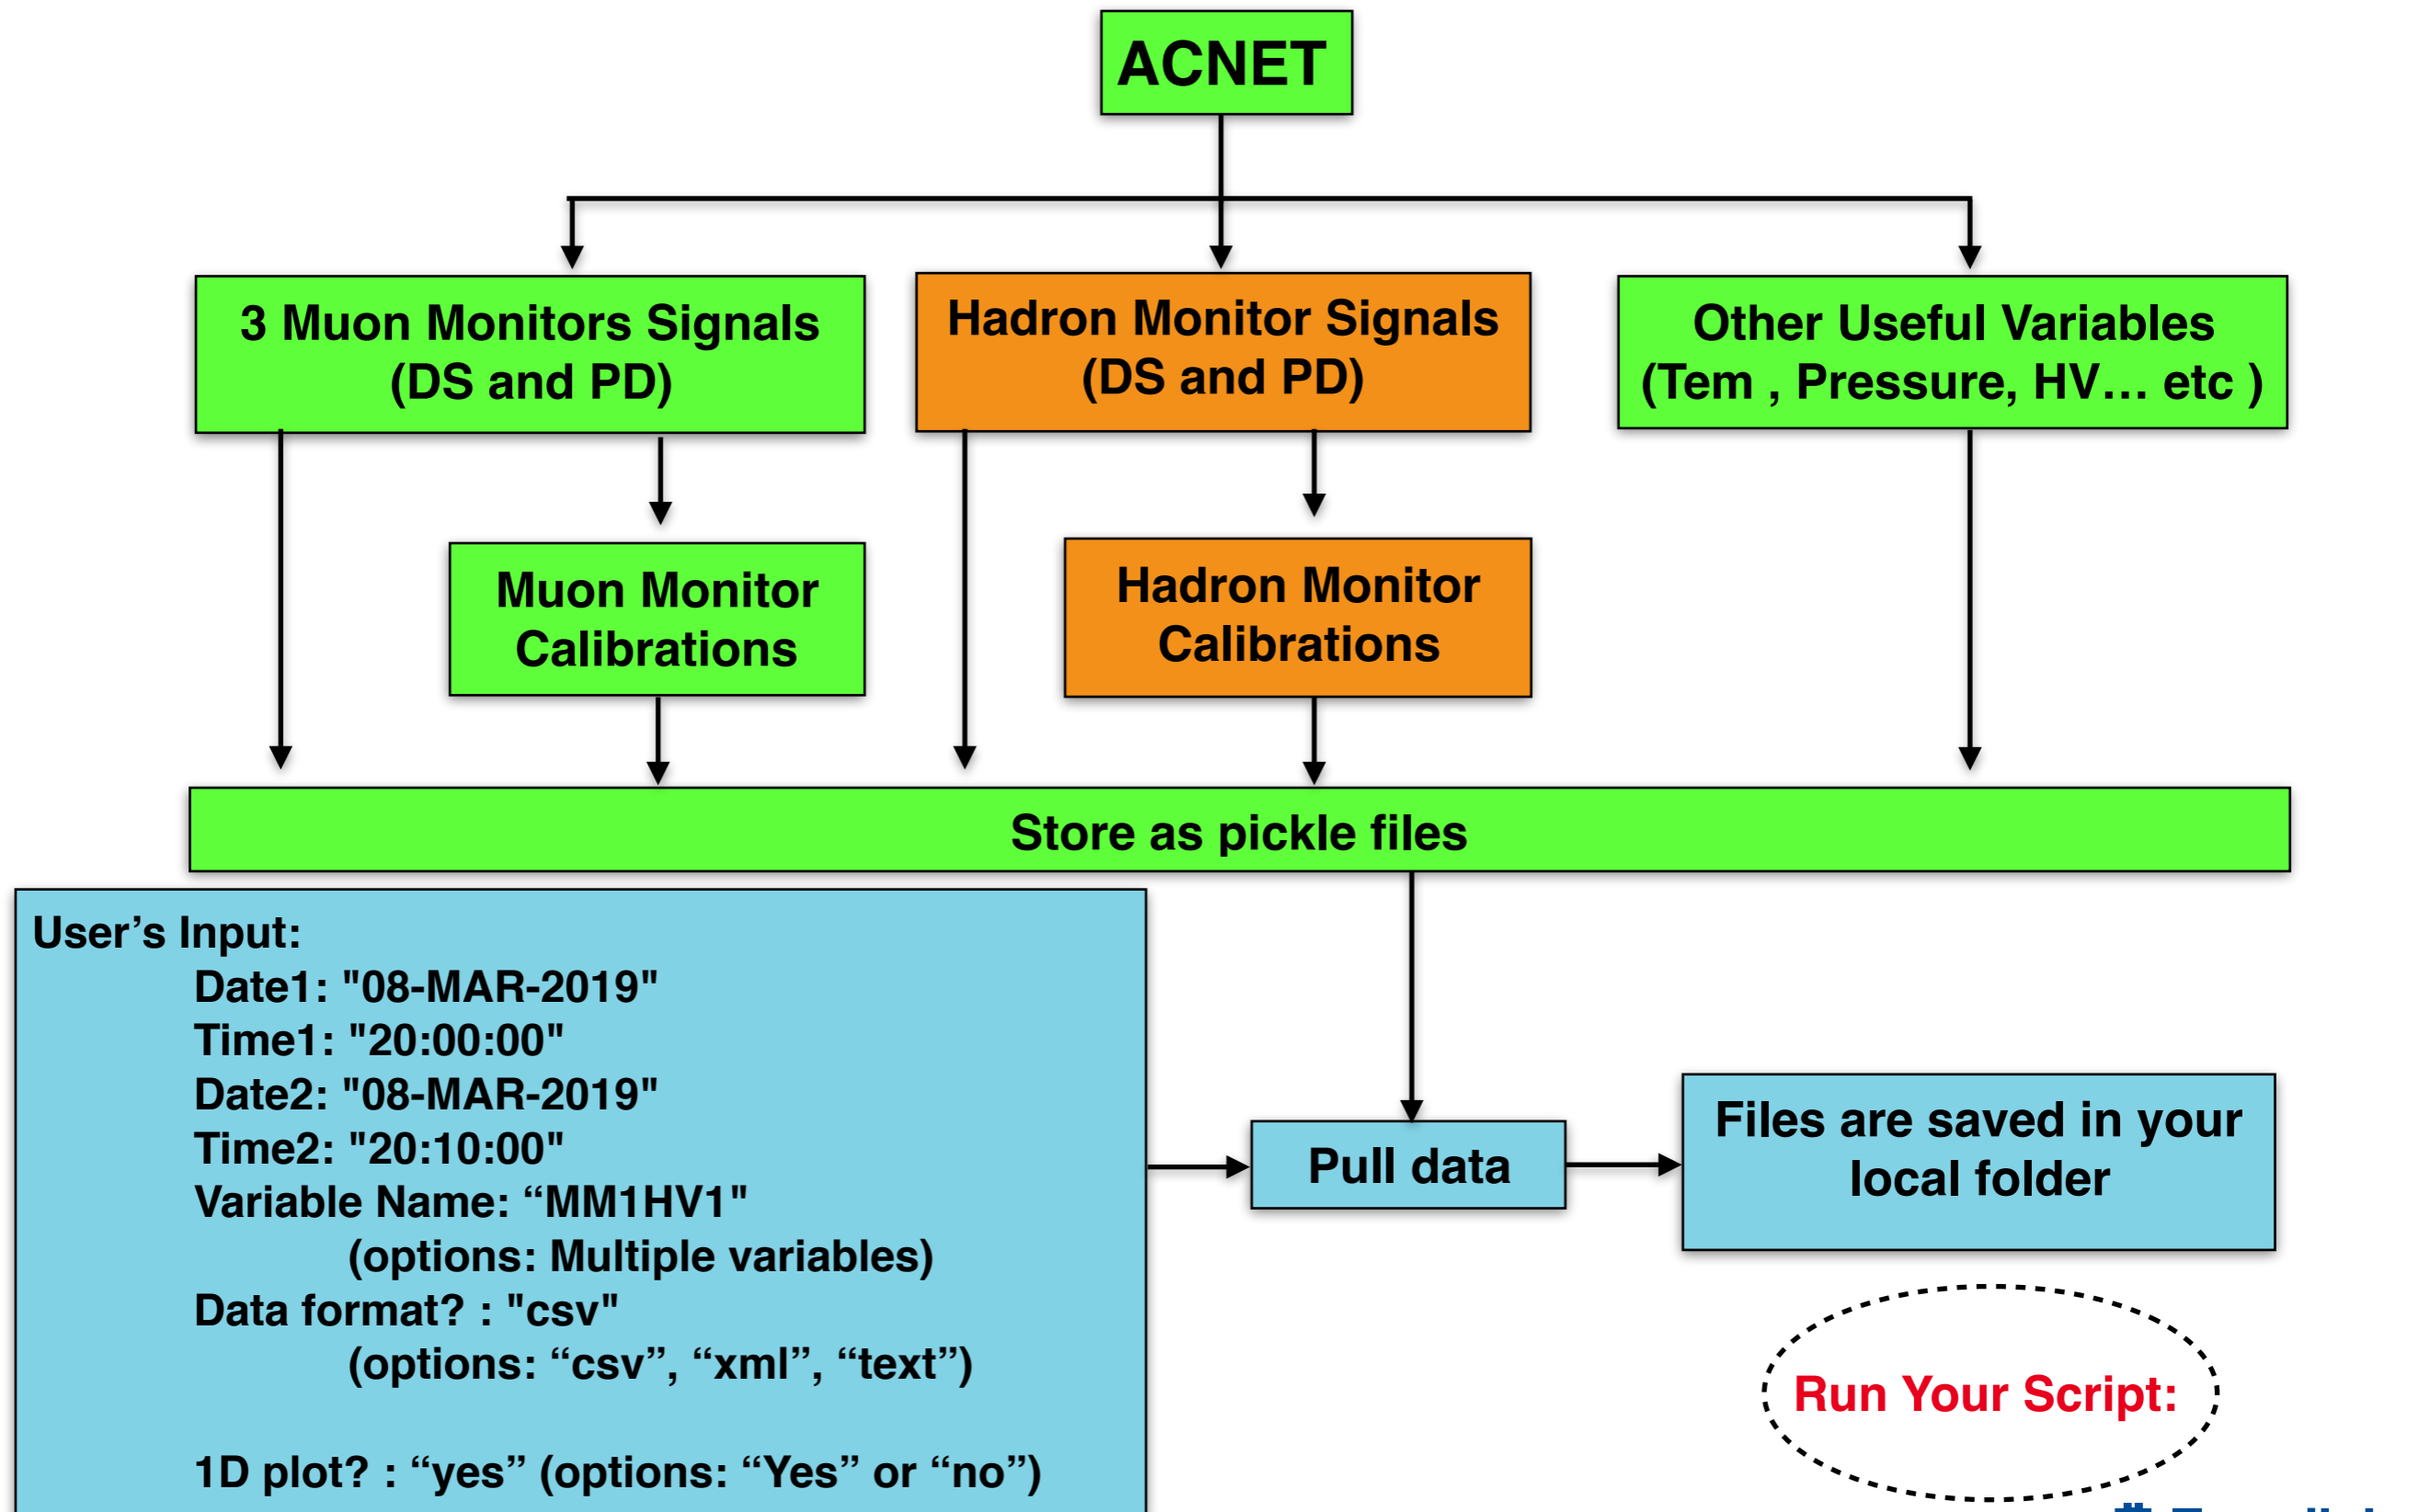 ACNET
3 Muon Monitors Signals
(DS and PD)
Hadron Monitor Signals
(DS and PD)
Other Useful Variables
(Tem , Pressure, HV... etc )
Muon Monitor
Calibrations
Hadron Monitor
Calibrations
Store as pickle files
User’s Input:
Date1: "08-MAR-2019"
Time1: "20:00:00"
Date2: "08-MAR-2019"
Time2: "20:10:00"
Variable Name: “MM1HV1"
(options: Multiple variables)
Data format? : "csv"
(options: “csv”, “xml”, “text”)
1D plot? : “yes” (options: “Yes” or “no”)
Pull data
Files are saved in your
local folder
Run Your Script: